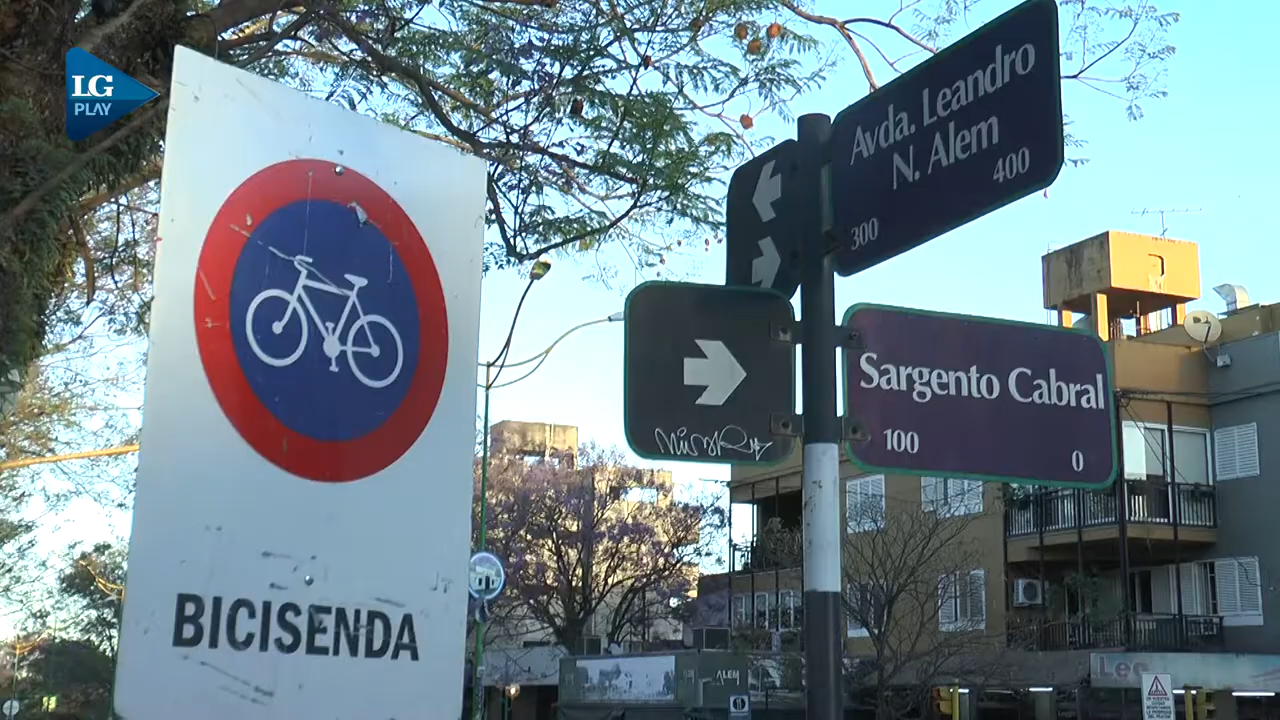 LG
PLAY
BICISENDA
Avda. Leandro
N. Alem
300 400
Sargento Cabral
100 0
ALEM